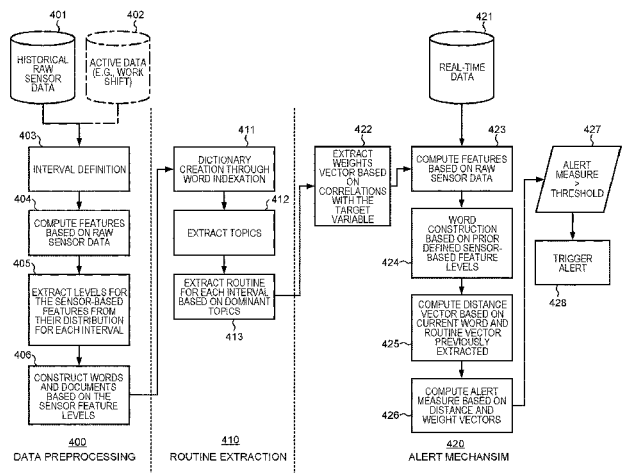 401
HISTORICAL
RAW
SENSOR
DATA
402
ACTIVE DATA
(E.G., WORK
SHIFT)
403
INTERVAL DEFINITION
404
COMPUTE FEATURES
BASED ON RAW
SENSOR DATA
405
EXTRACT LEVELS FOR
THE SENSOR-BASED
FEATURES FROM
THEIR DISTRIBUTION
FOR EACH INTERVAL
406
CONSTRUCT WORDS
AND DOCUMENTS
BASED ON THE
SENSOR FEATURE
LEVELS
400
DATA PREPROCESSING
411
DICTIONARY
CREATION THROUGH
WORD INDEXATION
412
EXTRACT TOPICS
EXTRACT ROUTINE
FOR EACH INTERVAL
BASED ON DOMINANT
TOPICS
413
410
ROUTINE EXTRACTION
421
REAL-TIME
DATA
422
EXTRACT
WEIGHTS
VECTOR BASED
ON
CORRELATIONS
WITH THE
TARGET
VARIABLE
423
COMPUTE FEATURES
BASED ON RAW
SENSOR DATA
WORD
CONSTRUCTION
BASED ON PRIOR
DEFINED SENSOR-
BASED FEATURE
LEVELS
424
COMPUTE DISTANCE
VECTOR BASED ON
CURRENT WORD AND
ROUTINE VECTOR
PREVIOUSLY
EXTRACTED
425
COMPUTE ALERT
MEASURE BASED ON
DISTANCE AND
WEIGHT VECTORS
426
420
ALERT MECHANSIM
427
ALERT
MEASURE
>
THRESHOLD
TRIGGER
ALERT
428